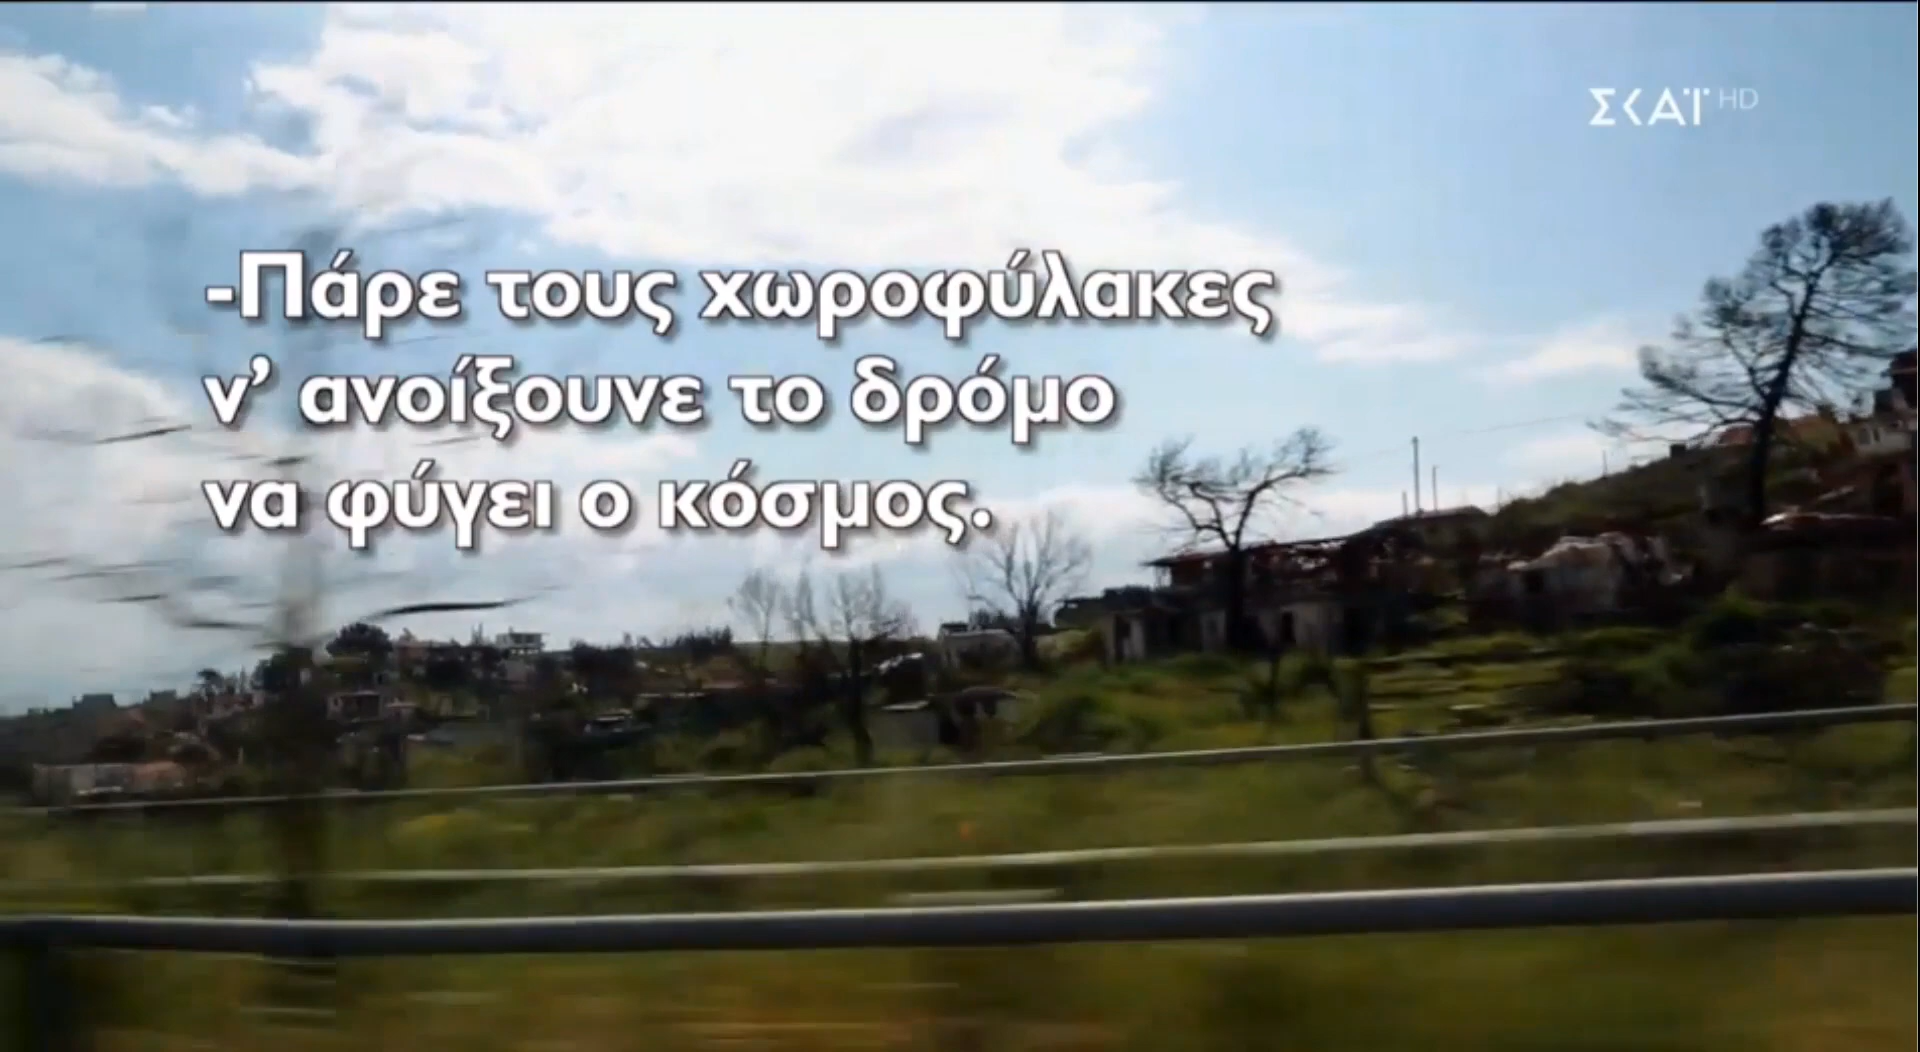 ΣΚΑΪ HD
-Πάρε τους χωροφύλακες
ν’ ανοίξουνε το δρόμο
να φύγει ο κόσμος.